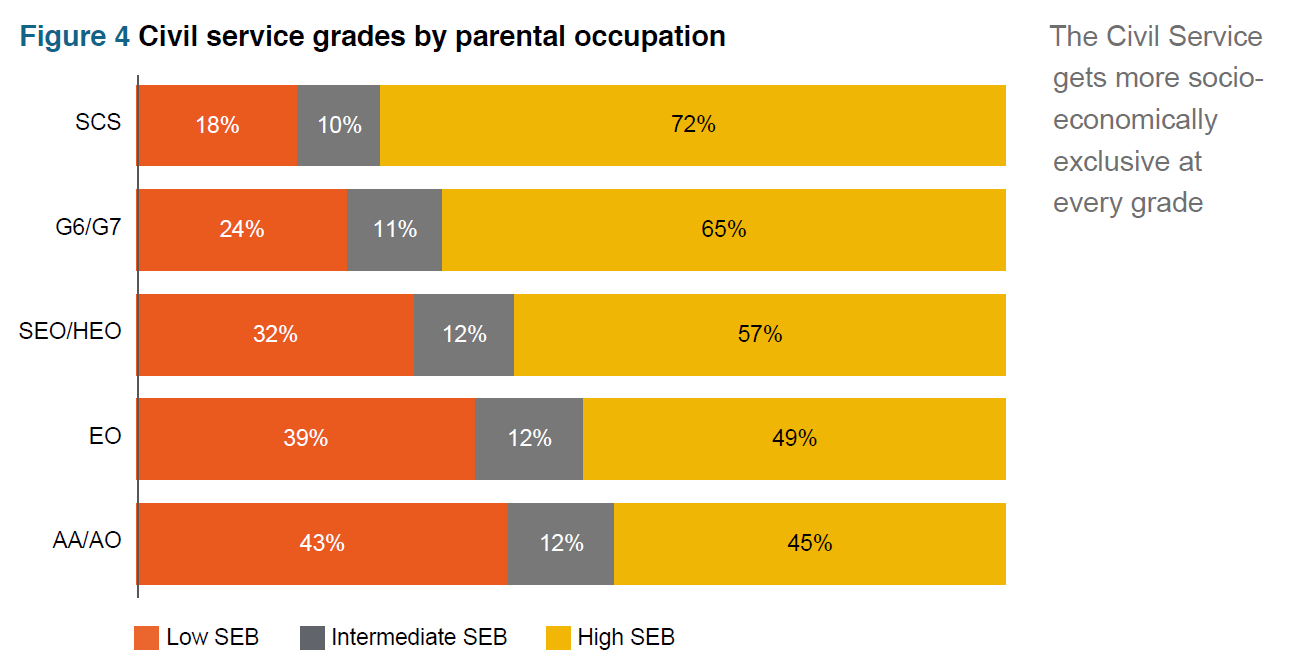 Figure 4 Civil service grades by parental occupation
The Civil Service
gets more socio-
economically
exclusive at
every grade
SCS 18% 10% 72%
G6/G7 24% 11% 65%
SEO/HEO 32% 12% 57%
EO 39% 12% 49%
AA/AO 43% 12% 45%
Low SEB Intermediate SEB High SEB